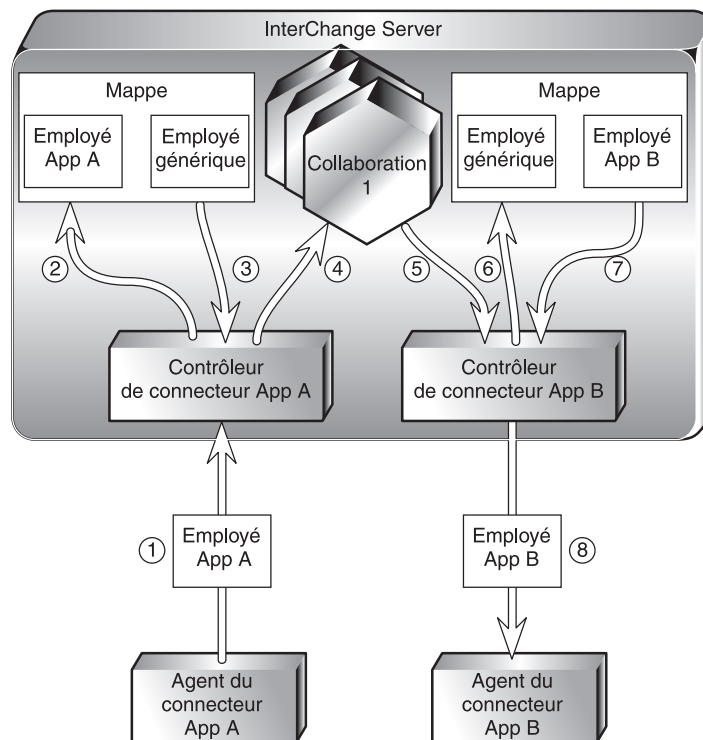 InterChange Server
Mappe
Employé
App A
Employé
générique
Collaboration
1
Mappe
Employé
générique
Employé
App B
2
3
4
5
6
7
Contrôleur
de connecteur App A
Contrôleur
de connecteur App B
1
Employé
App A
Employé
App B
8
Agent du
connecteur
App A
Agent du
connecteur
App B